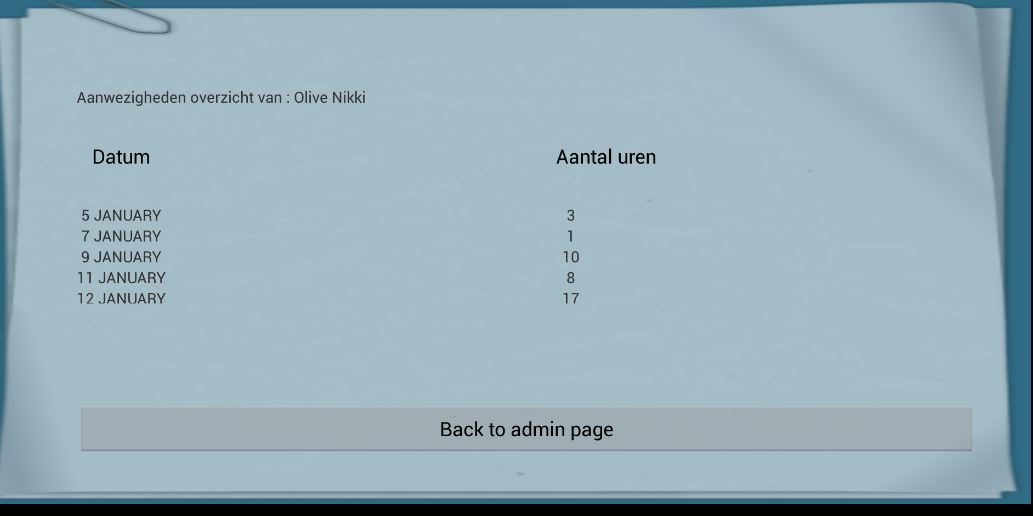 Aanwezigheden overzicht van : Olive Nikki
Datum Aantal uren
5 JANUARY 3
7 JANUARY 1
9 JANUARY 10
11 JANUARY 8
12 JANUARY 17
Back to admin page